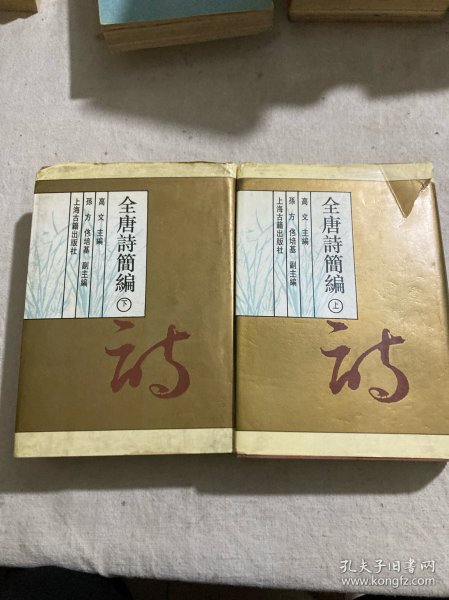 全唐詩簡編
下
高文 主編
孫方 佟培基 副主編
上海古籍出版社
詩
全唐詩簡編
上
高文 主編
孫方 佟培基 副主編
上海古籍出版社
詩
孔夫子旧书网
www.kongfz.com